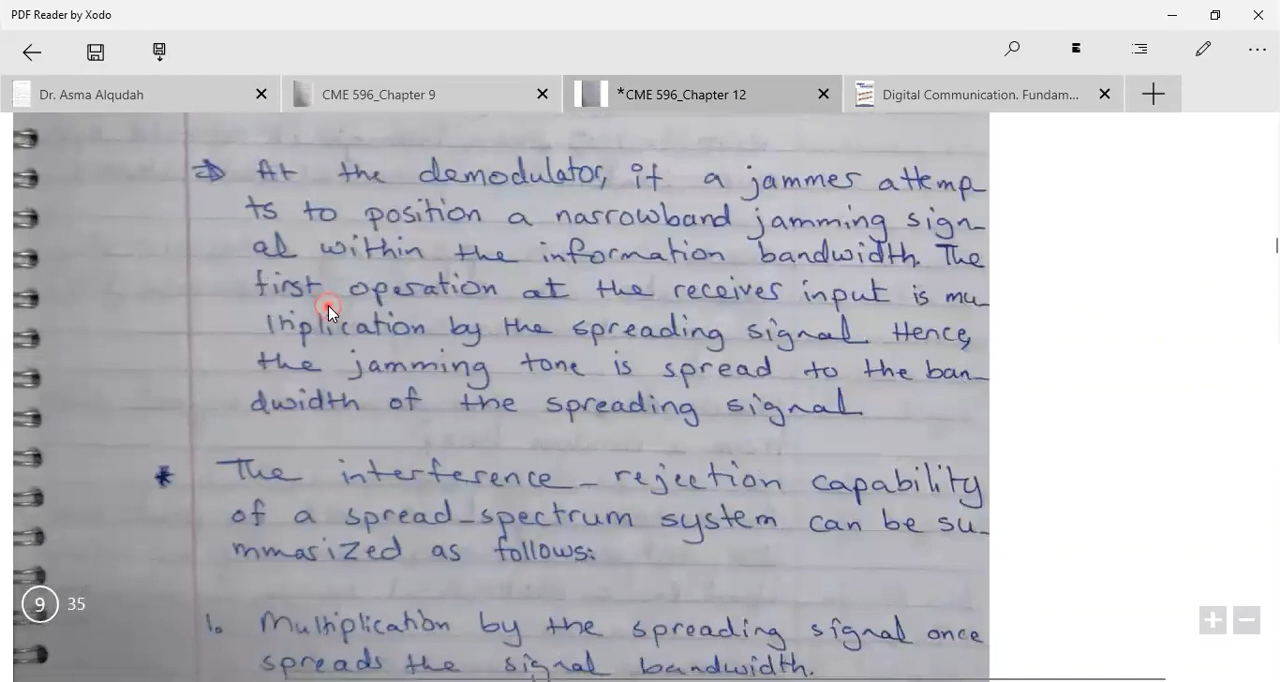 PDF Reader by Xodo
Dr. Asma Alqudah
CME 596_Chapter 9
*CME 596_Chapter 12
Digital Communication. Fundam...
⇒ At the demodulator, if a jammer attemp-
ts to position a narrowband jamming sign-
al within the information bandwidth. The
first operation at the receiver input is mu-
ltiplication by the spreading signal. Hence,
the jamming tone is spread to the ban-
dwidth of the spreading signal.
* The interference-rejection capability
of a spread-spectrum system can be su-
mmarized as follows:
9 35
1. Multiplication by the spreading signal once
spreads the signal bandwidth.